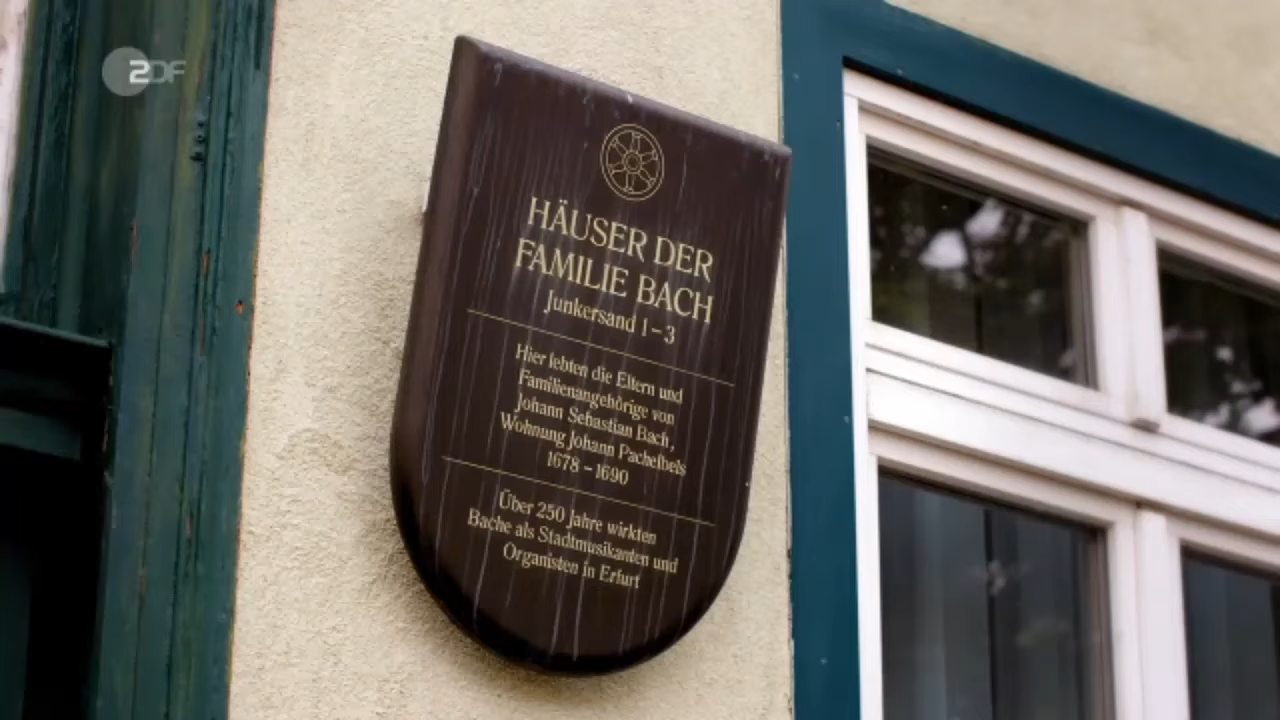 ZDF
HÄUSER DER
FAMILIE BACH
Junkersand 1-3
Hier lebten die Eltern und
Familienangehörige von
Johann Sebastian Bach,
Wohnung Johann Pachelbels
1678-1690
Über 250 Jahre wirkten
Bache als Stadtmusikanten und
Organisten in Erfurt